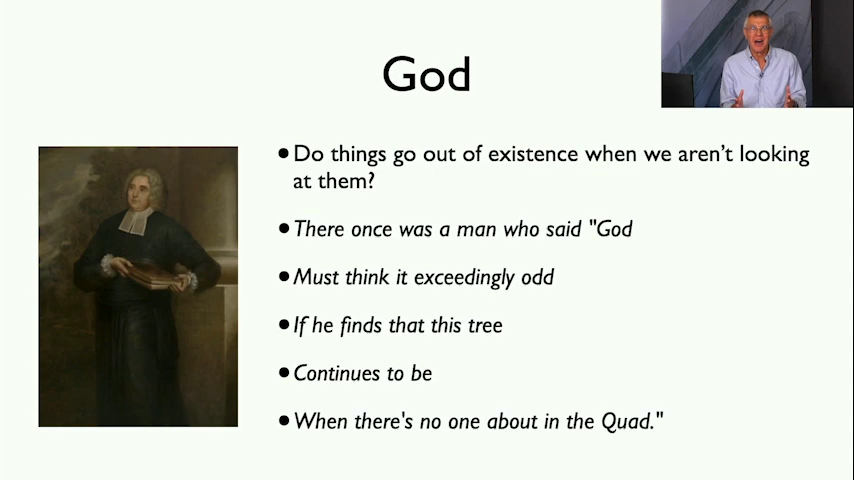 God
• Do things go out of existence when we aren’t looking
at them?
• There once was a man who said "God
• Must think it exceedingly odd
• If he finds that this tree
• Continues to be
• When there's no one about in the Quad."